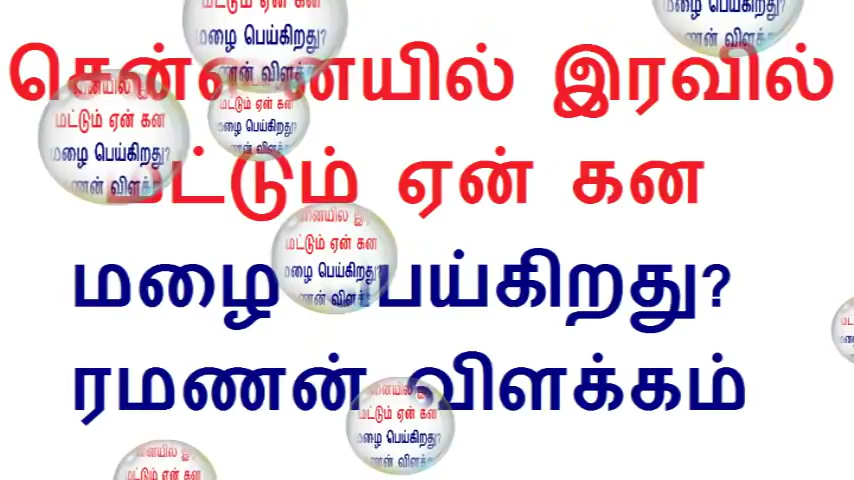 சென்னையில் இரவில்
மட்டும் ஏன் கன
மழை பெய்கிறது?
ரமணன் விளக்கம்